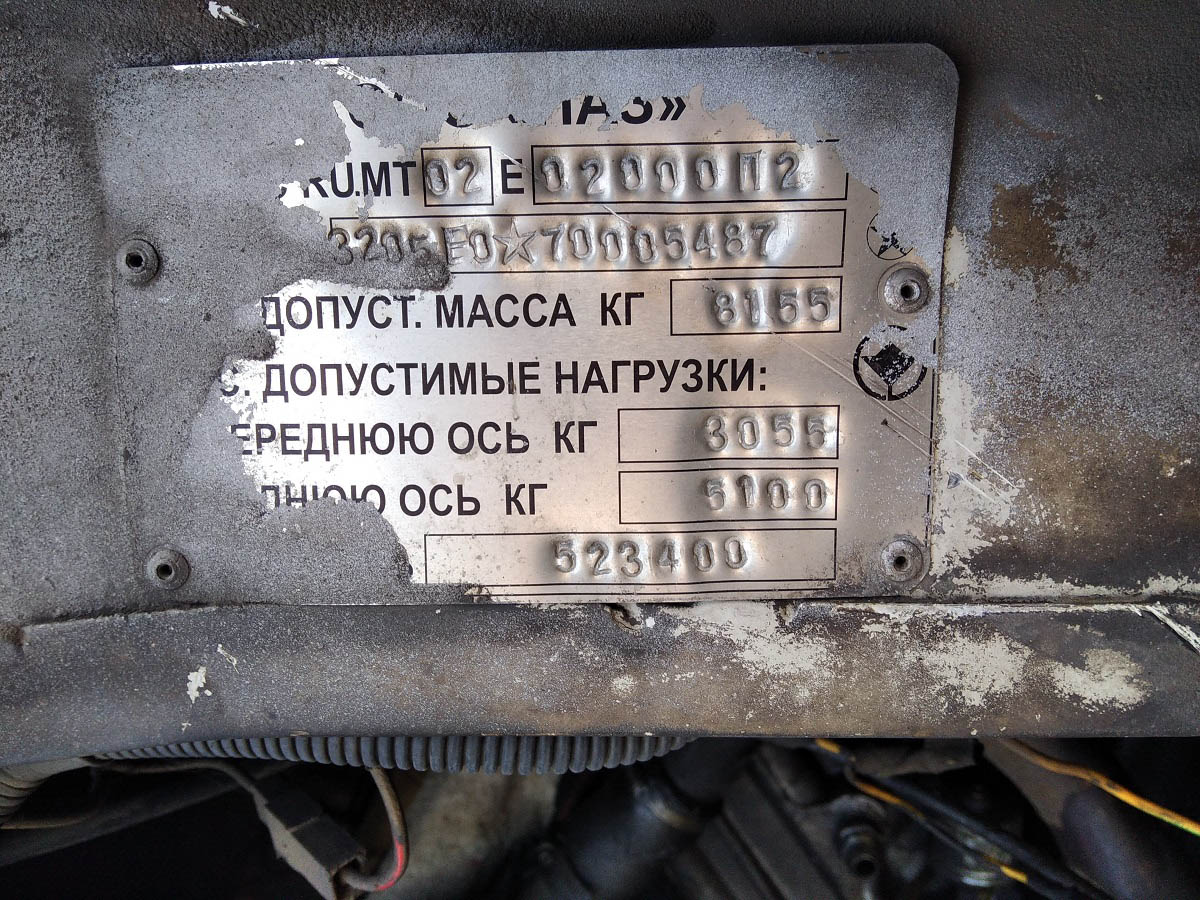 ПАЗ»
RU.MT 02 E 02000П2
3205E0☆70005487
ДОПУСТ. МАССА КГ 8155
ДОПУСТИМЫЕ НАГРУЗКИ:
ЕРЕДНЮЮ ОСЬ КГ 3055
ДНЮЮ ОСЬ КГ 5100
523400